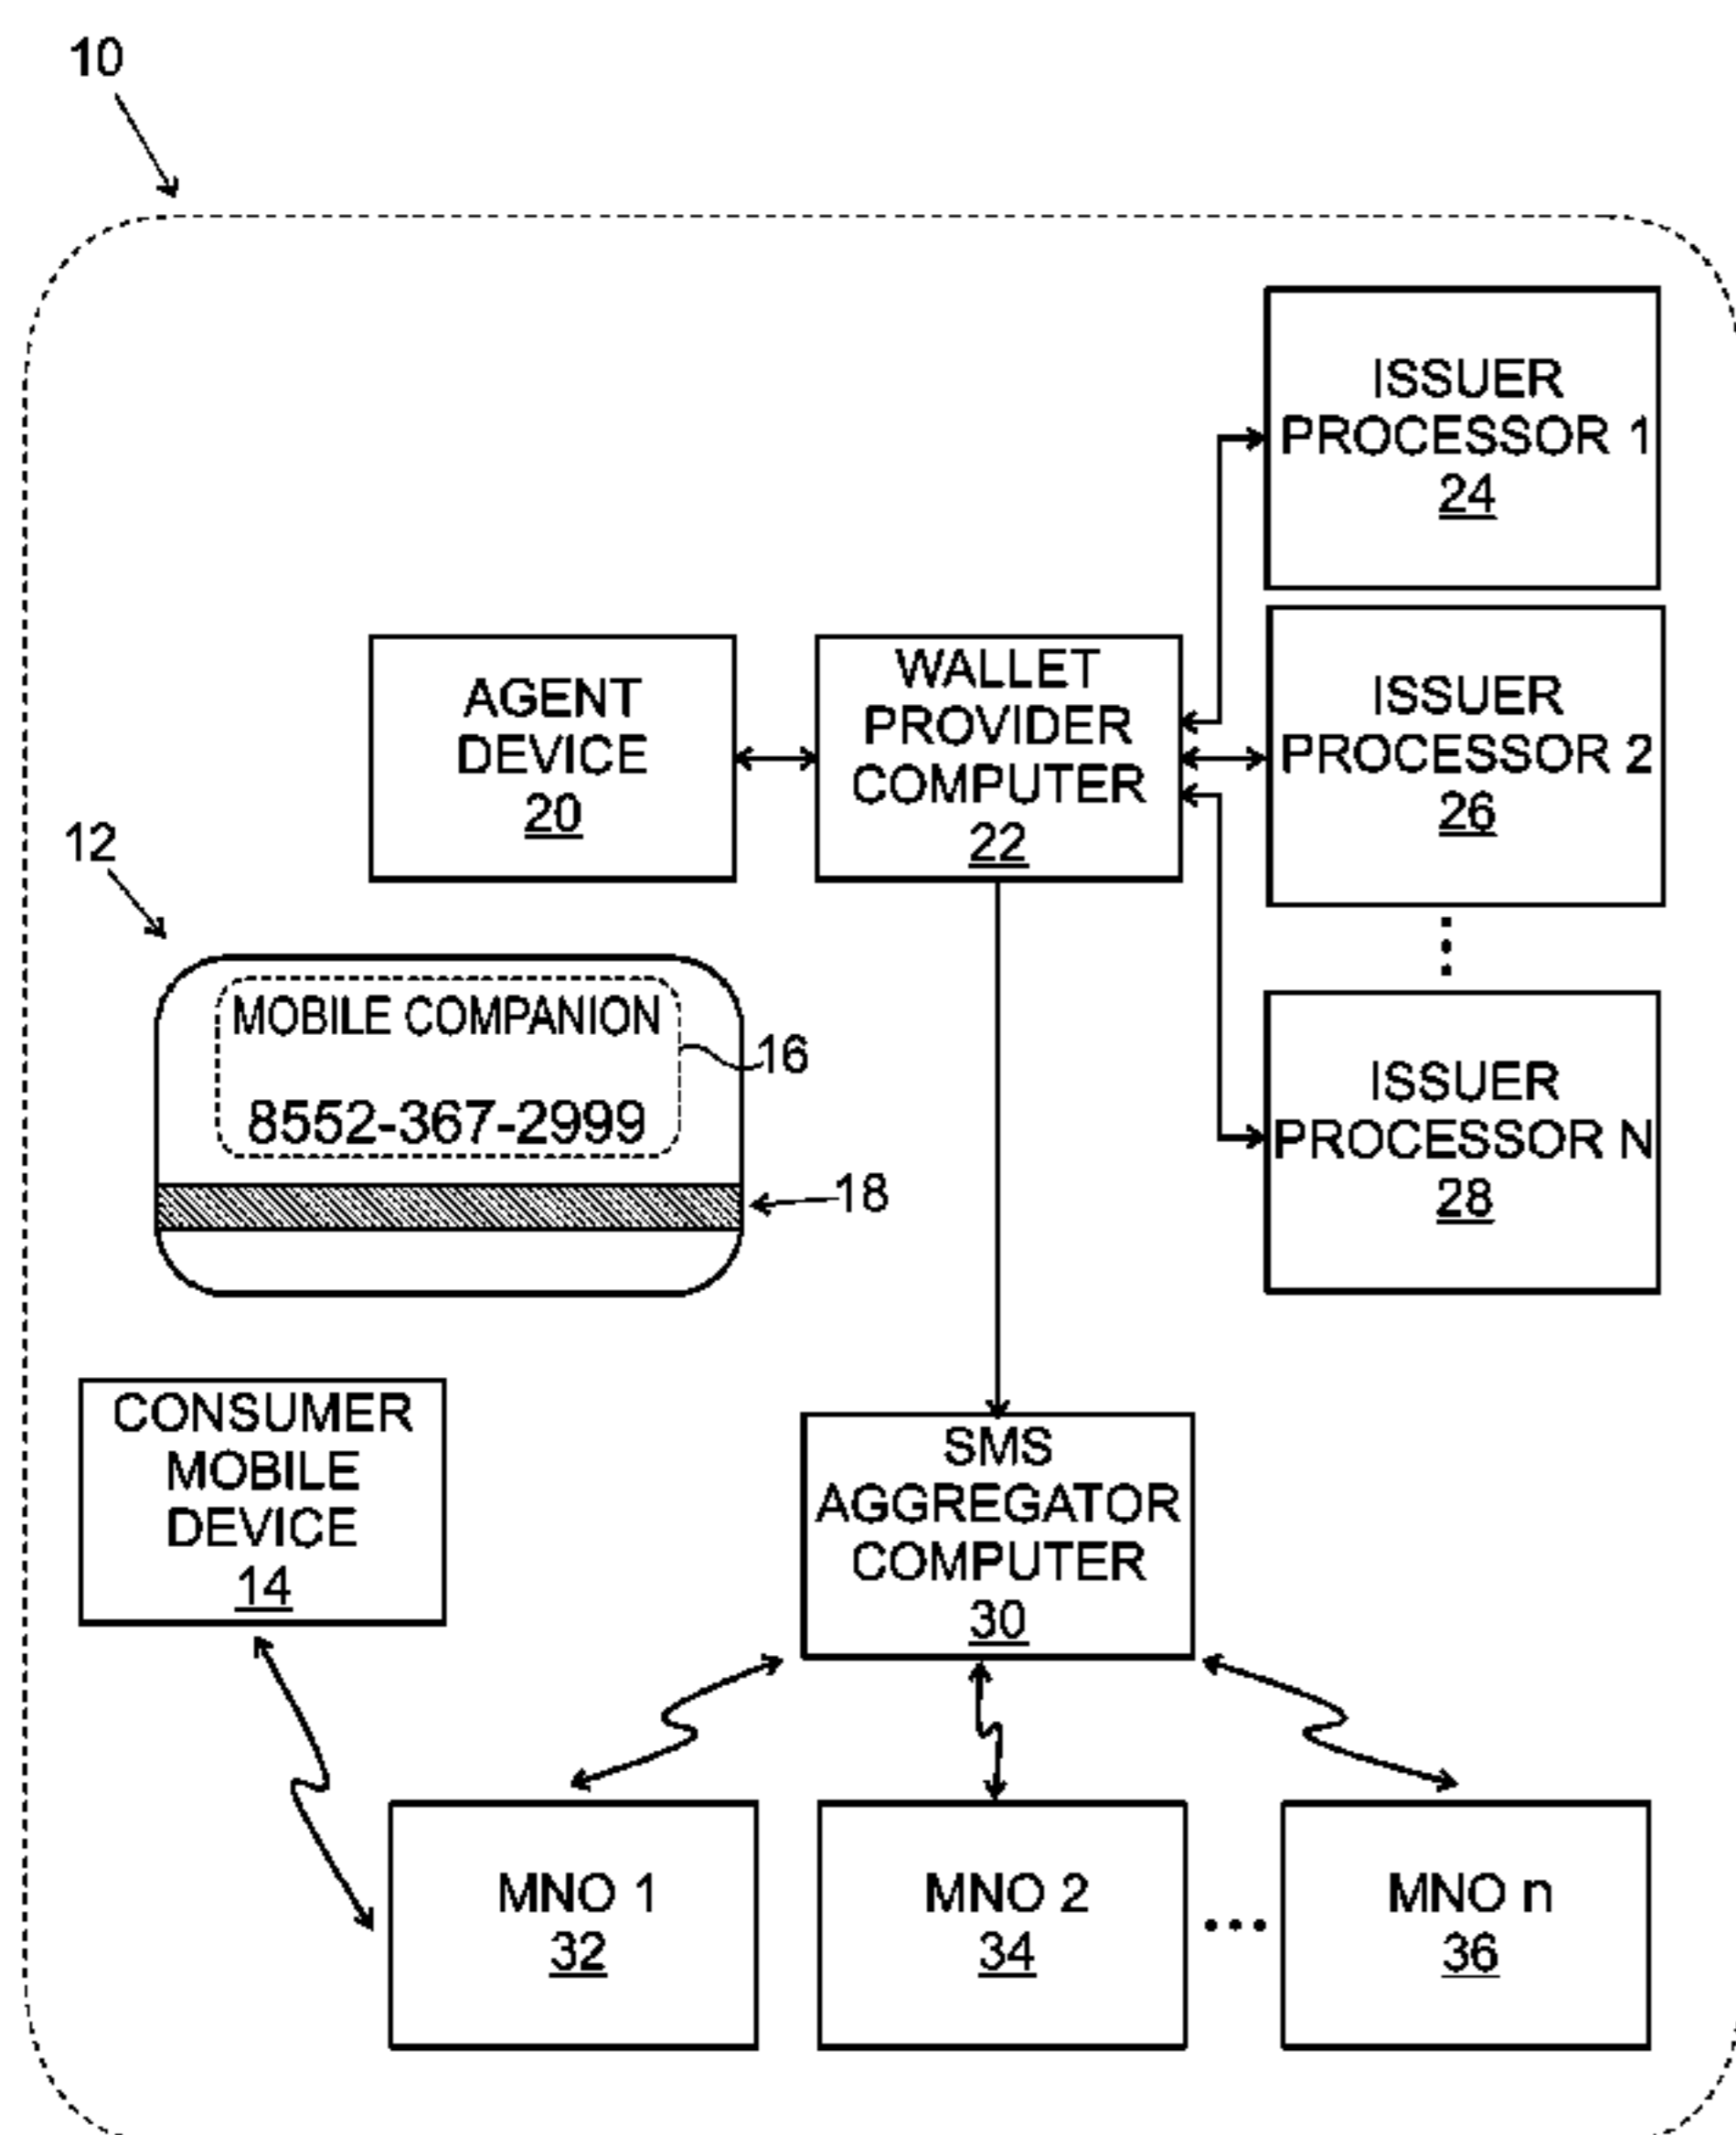 10
ISSUER
PROCESSOR 1
24
AGENT
DEVICE
20
WALLET
PROVIDER
COMPUTER
22
ISSUER
PROCESSOR 2
26
12
MOBILE COMPANION
16
8552-367-2999
18
ISSUER
PROCESSOR N
28
CONSUMER
MOBILE
DEVICE
14
SMS
AGGREGATOR
COMPUTER
30
MNO 1
32
MNO 2
34
MNO n
36